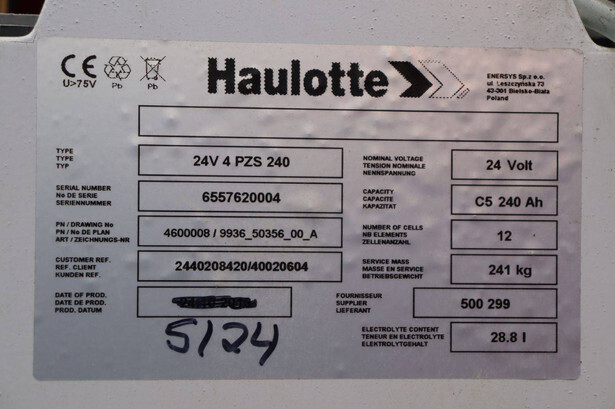 CE
U>75V
Pb
Pb
Haulotte
ENERSYS Sp.z o.o.
ul. Leszczyńska 73
43-301 Bielsko-Biała
Poland
TYPE
TYPE
TYP
24V 4 PZS 240
SERIAL NUMBER
No DE SERIE
SERIENNUMMER
6557620004
PN / DRAWING No
PN / No DE PLAN
ART / ZEICHNUNGS-NR
4600008 / 9936_50356_00_A
CUSTOMER REF.
REF. CLIENT
KUNDEN REF.
2440208420/40020604
DATE OF PROD.
DATE DE PROD.
PROD. DATUM
5/24
NOMINAL VOLTAGE
TENSION NOMINALE
NENNSPANNUNG
24 Volt
CAPACITY
CAPACITE
KAPAZITAT
C5 240 Ah
NUMBER OF CELLS
NB ELEMENTS
ZELLENANZAHL
12
SERVICE MASS
MASSE EN SERVICE
BETRIEBSGEWICHT
241 kg
FOURNISSEUR
SUPPLIER
LIEFERANT
500 299
ELECTROLYTE CONTENT
TENEUR EN ELECTROLYTE
ELEKTROLYTGEHALT
28.8 l